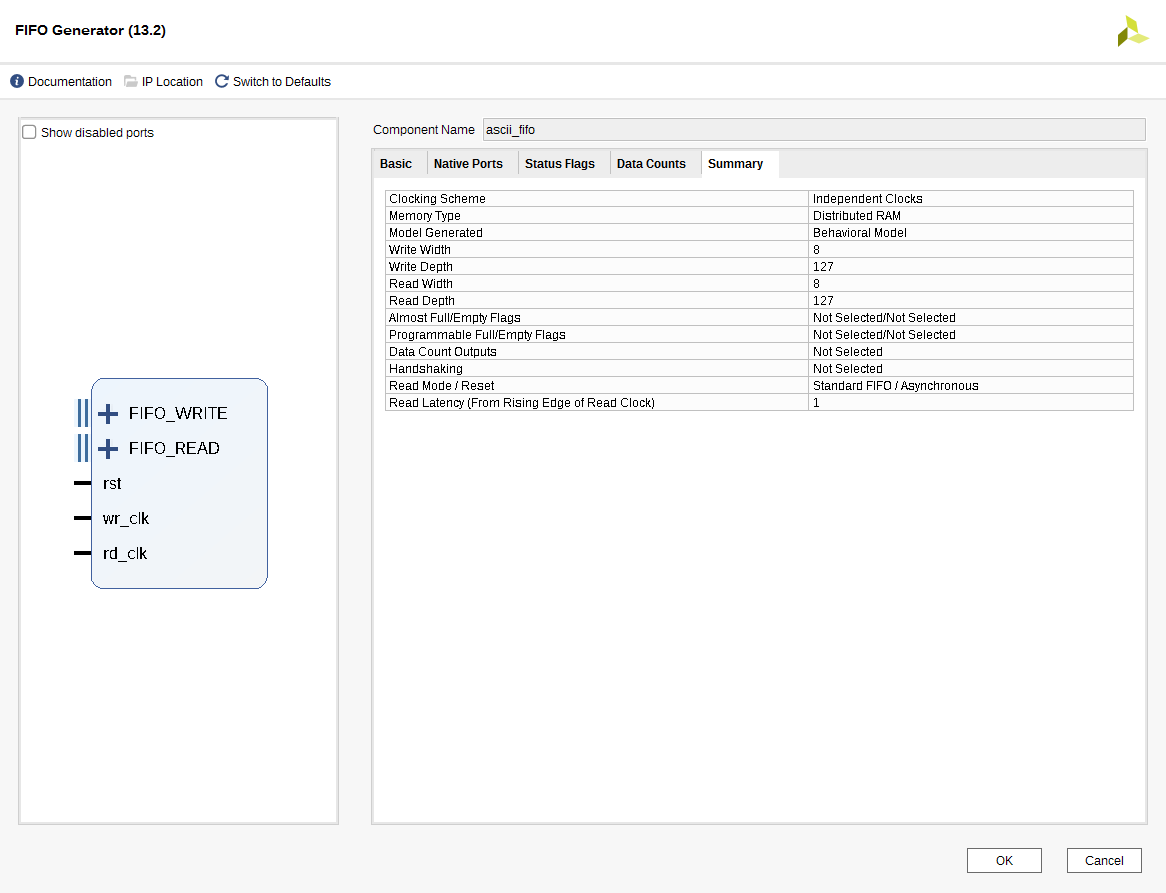 FIFO Generator (13.2)
Documentation IP Location Switch to Defaults
Show disabled ports
FIFO_WRITE
FIFO_READ
rst
wr_clk
rd_clk
Component Name ascii_fifo
Basic Native Ports Status Flags Data Counts Summary
Clocking Scheme Independent Clocks
Memory Type Distributed RAM
Model Generated Behavioral Model
Write Width 8
Write Depth 127
Read Width 8
Read Depth 127
Almost Full/Empty Flags Not Selected/Not Selected
Programmable Full/Empty Flags Not Selected/Not Selected
Data Count Outputs Not Selected
Handshaking Not Selected
Read Mode / Reset Standard FIFO / Asynchronous
Read Latency (From Rising Edge of Read Clock) 1
OK Cancel